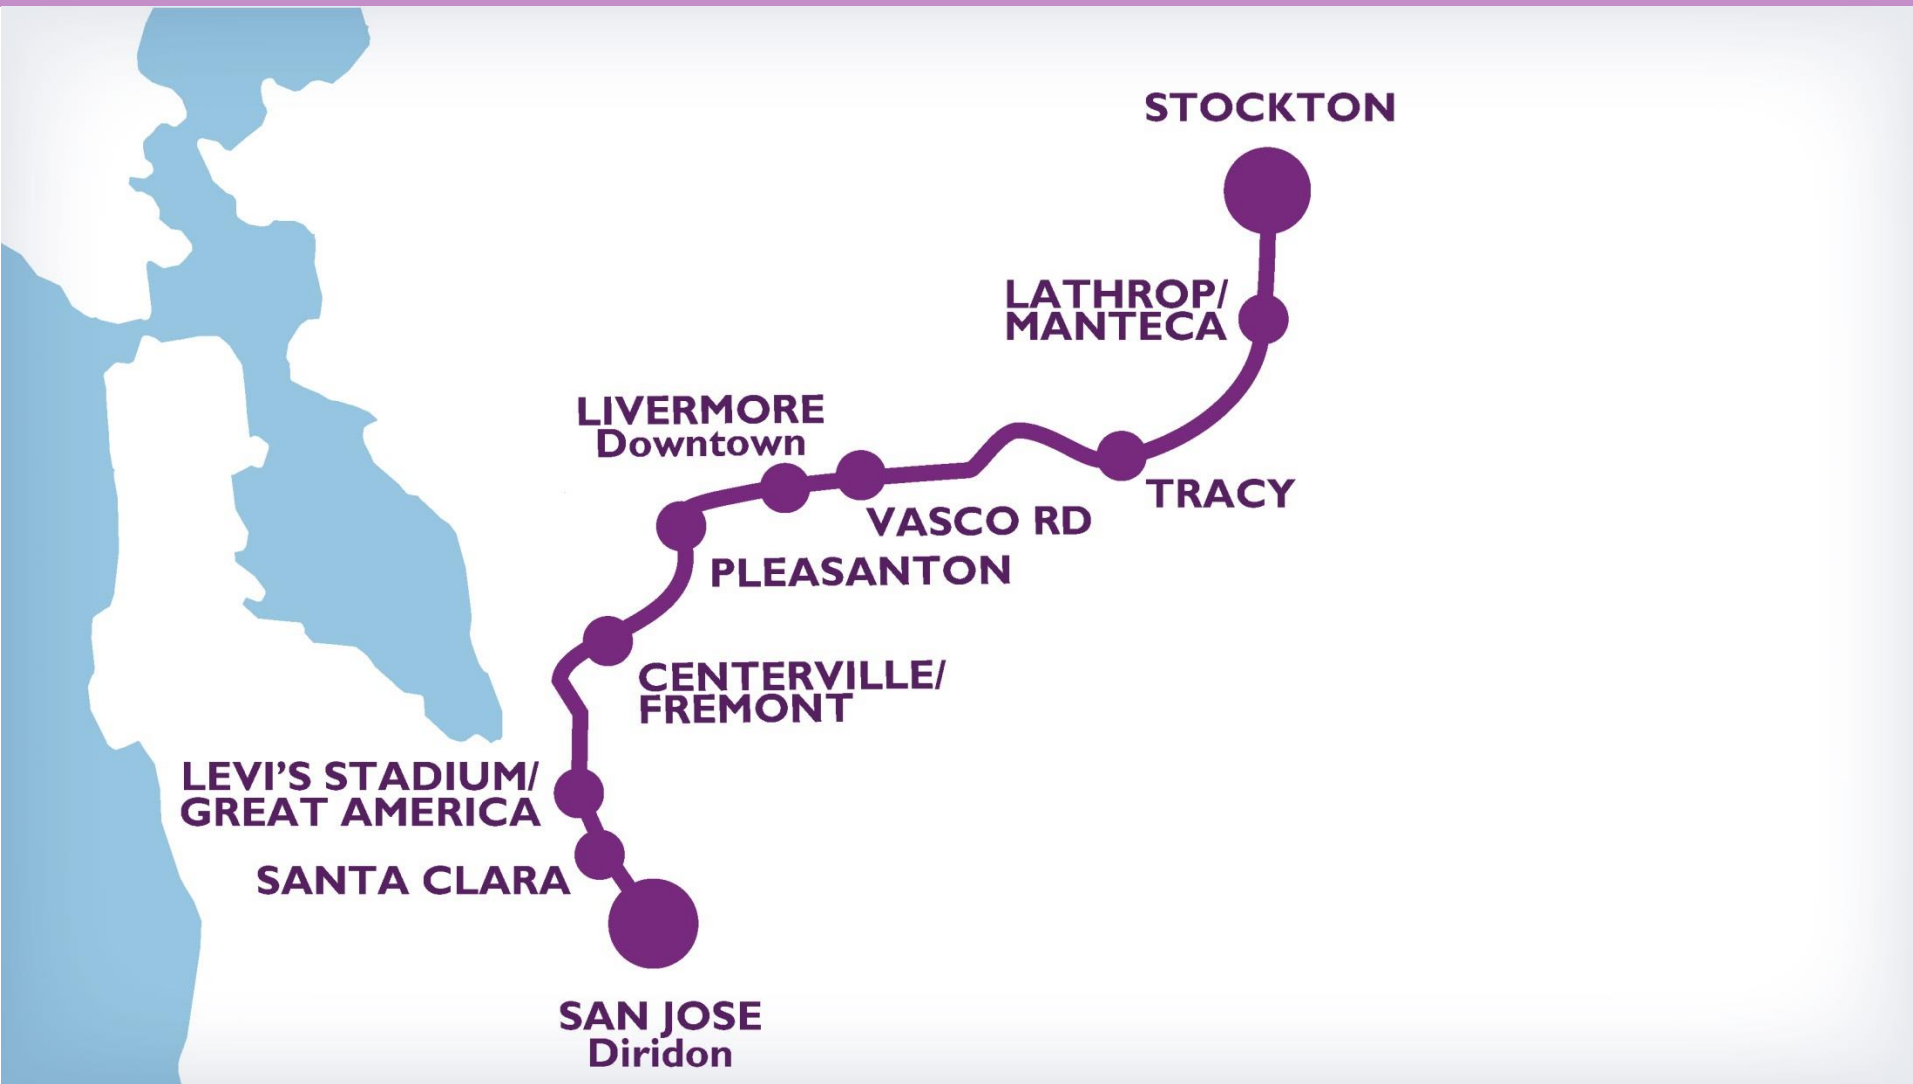 STOCKTON
LATHROP/
MANTECA
LIVERMORE
Downtown
TRACY
VASCO RD
PLEASANTON
CENTERVILLE/
FREMONT
LEVI'S STADIUM/
GREAT AMERICA
SANTA CLARA
SAN JOSE
Diridon